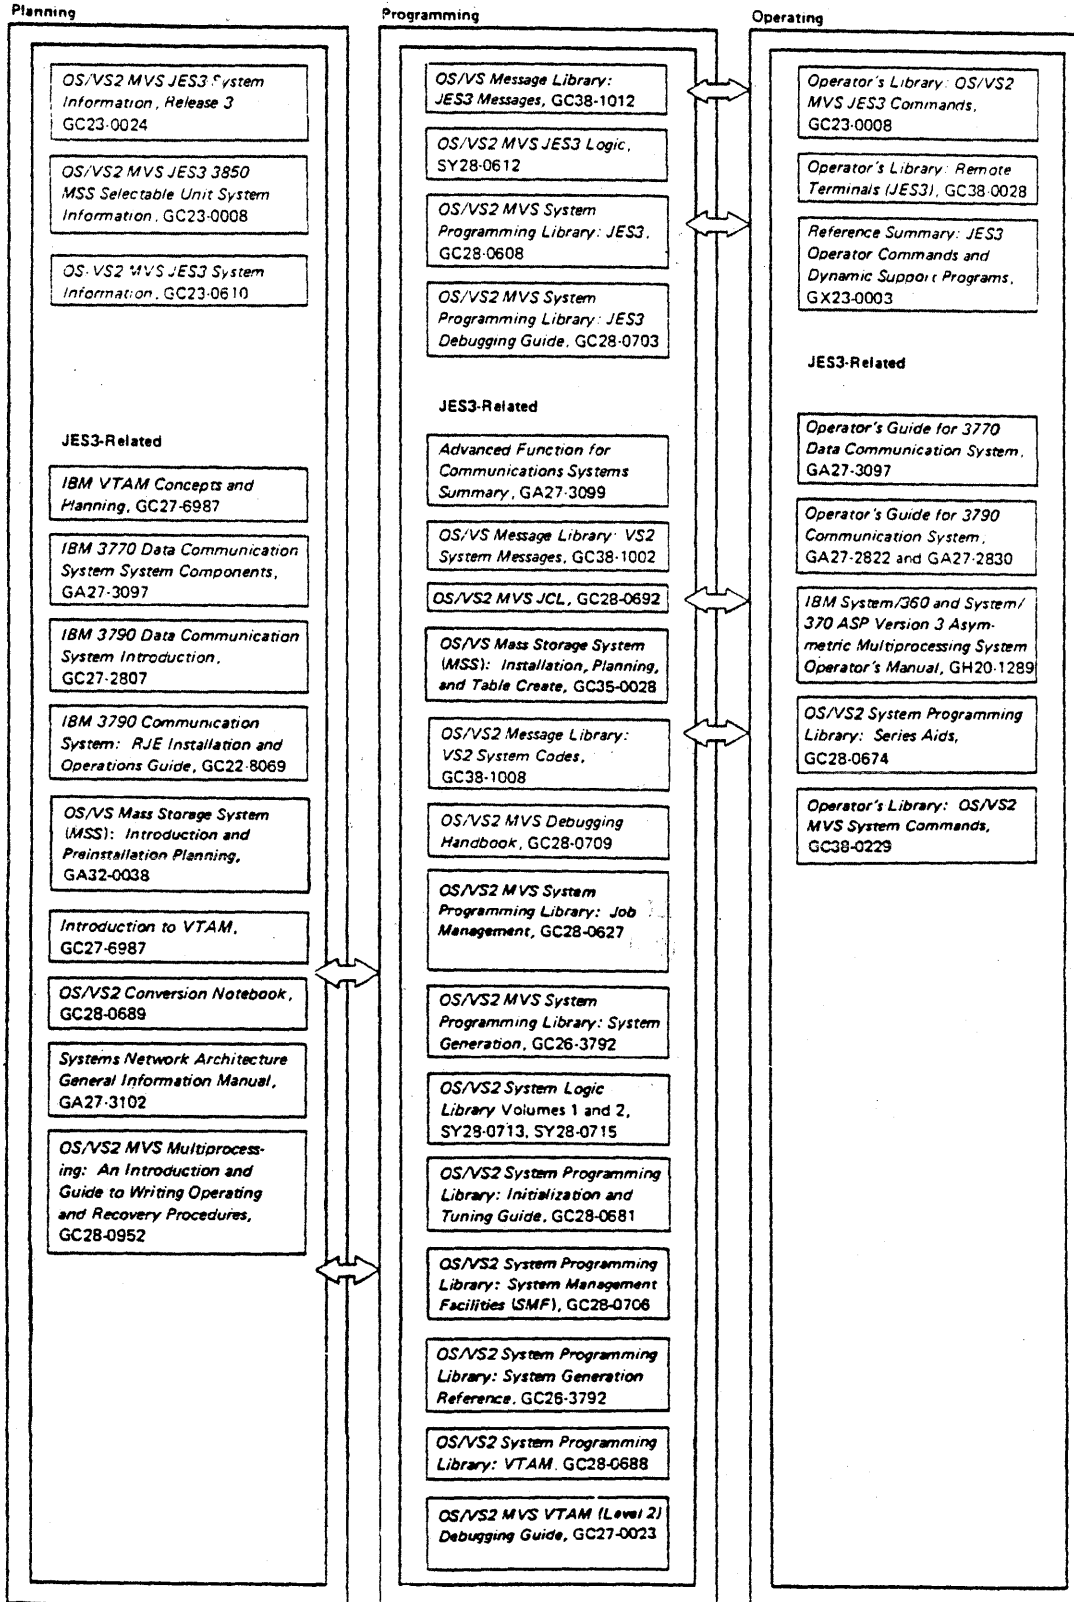 Planning
OS/VS2 MVS JES3 System
Information, Release 3
GC23-0024
OS/VS2 MVS JES3 3850
MSS Selectable Unit System
Information, GC23-0008
OS/VS2 MVS JES3 System
Information, GC23-0610
JES3-Related
IBM VTAM Concepts and
Planning, GC27-6987
IBM 3770 Data Communication
System System Components,
GA27-3097
IBM 3790 Data Communication
System Introduction,
GC27-2807
IBM 3790 Communication
System: RJE Installation and
Operations Guide, GC22-8069
OS/VS Mass Storage System
(MSS): Introduction and
Preinstallation Planning,
GA32-0038
Introduction to VTAM,
GC27-6987
OS/VS2 Conversion Notebook,
GC28-0689
Systems Network Architecture
General Information Manual,
GA27-3102
OS/VS2 MVS Multiprocess-
ing: An Introduction and
Guide to Writing Operating
and Recovery Procedures,
GC28-0952
Programming
OS/VS Message Library:
JES3 Messages, GC38-1012
OS/VS2 MVS JES3 Logic,
SY28-0612
OS/VS2 MVS System
Programming Library: JES3,
GC28-0608
OS/VS2 MVS System
Programming Library: JES3
Debugging Guide, GC28-0703
JES3-Related
Advanced Function for
Communications Systems
Summary, GA27-3099
OS/VS Message Library: VS2
System Messages, GC38-1002
OS/VS2 MVS JCL, GC28-0692
OS/VS Mass Storage System
(MSS): Installation, Planning,
and Table Create, GC35-0028
OS/VS2 Message Library:
VS2 System Codes,
GC38-1008
OS/VS2 MVS Debugging
Handbook, GC28-0709
OS/VS2 MVS System
Programming Library: Job
Management, GC28-0627
OS/VS2 MVS System
Programming Library: System
Generation, GC26-3792
OS/VS2 System Logic
Library Volumes 1 and 2,
SY28-0713, SY28-0715
OS/VS2 System Programming
Library: Initialization and
Tuning Guide, GC28-0681
OS/VS2 System Programming
Library: System Management
Facilities (SMF), GC28-0706
OS/VS2 System Programming
Library: System Generation
Reference, GC26-3792
OS/VS2 System Programming
Library: VTAM, GC28-0688
OS/VS2 MVS VTAM (Level 2)
Debugging Guide, GC27-0023
Operating
Operator's Library: OS/VS2
MVS JES3 Commands,
GC23-0008
Operator's Library: Remote
Terminals (JES3), GC38-0028
Reference Summary: JES3
Operator Commands and
Dynamic Support Programs,
GX23-0003
JES3-Related
Operator's Guide for 3770
Data Communication System,
GA27-3097
Operator's Guide for 3790
Communication System,
GA27-2822 and GA27-2830
IBM System/360 and System/
370 ASP Version 3 Asym-
metric Multiprocessing System
Operator's Manual, GH20-1289
OS/VS2 System Programming
Library: Series Aids,
GC28-0674
Operator's Library: OS/VS2
MVS System Commands,
GC38-0229